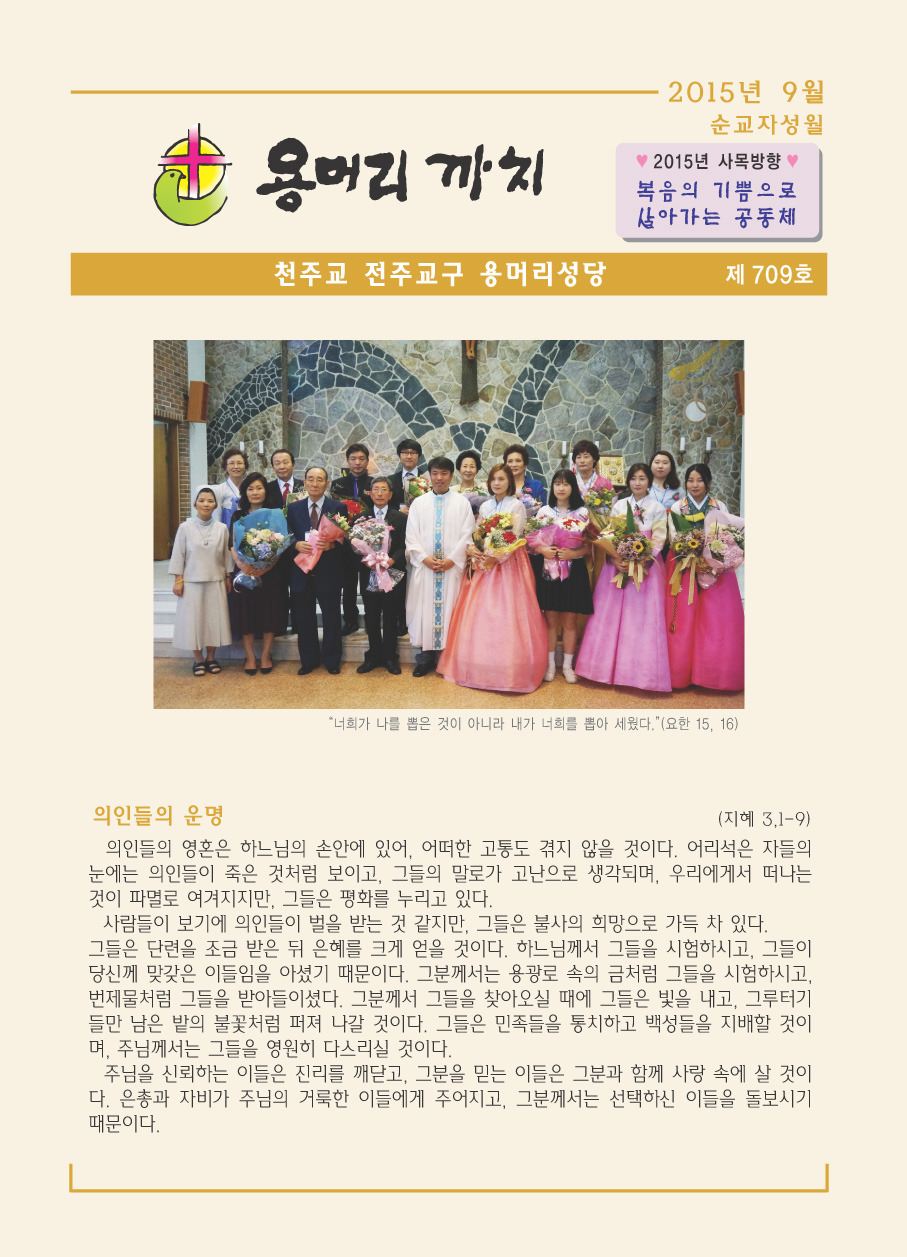 2015년 9월
순교자성월
용머리 까치
♥ 2015년 사목방향 ♥
복음의 기쁨으로
살아가는 공동체
천주교 전주교구 용머리성당 제 709호
“너희가 나를 뽑은 것이 아니라 내가 너희를 뽑아 세웠다.”(요한 15, 16)
의인들의 운명 (지혜 3,1-9)
의인들의 영혼은 하느님의 손안에 있어, 어떠한 고통도 겪지 않을 것이다. 어리석은 자들의
눈에는 의인들이 죽은 것처럼 보이고, 그들의 말로가 고난으로 생각되며, 우리에게서 떠나는
것이 파멸로 여겨지지만, 그들은 평화를 누리고 있다.
사람들이 보기에 의인들이 벌을 받는 것 같지만, 그들은 불사의 희망으로 가득 차 있다.
그들은 단련을 조금 받은 뒤 은혜를 크게 얻을 것이다. 하느님께서 그들을 시험하시고, 그들이
당신께 맞갖은 이들임을 아셨기 때문이다. 그분께서는 용광로 속의 금처럼 그들을 시험하시고,
번제물처럼 그들을 받아들이셨다. 그분께서 그들을 찾아오실 때에 그들은 빛을 내고, 그루터기
들만 남은 밭의 불꽃처럼 퍼져 나갈 것이다. 그들은 민족들을 통치하고 백성들을 지배할 것이
며, 주님께서는 그들을 영원히 다스리실 것이다.
주님을 신뢰하는 이들은 진리를 깨닫고, 그분을 믿는 이들은 그분과 함께 사랑 속에 살 것이
다. 은총과 자비가 주님의 거룩한 이들에게 주어지고, 그분께서는 선택하신 이들을 돌보시기
때문이다.